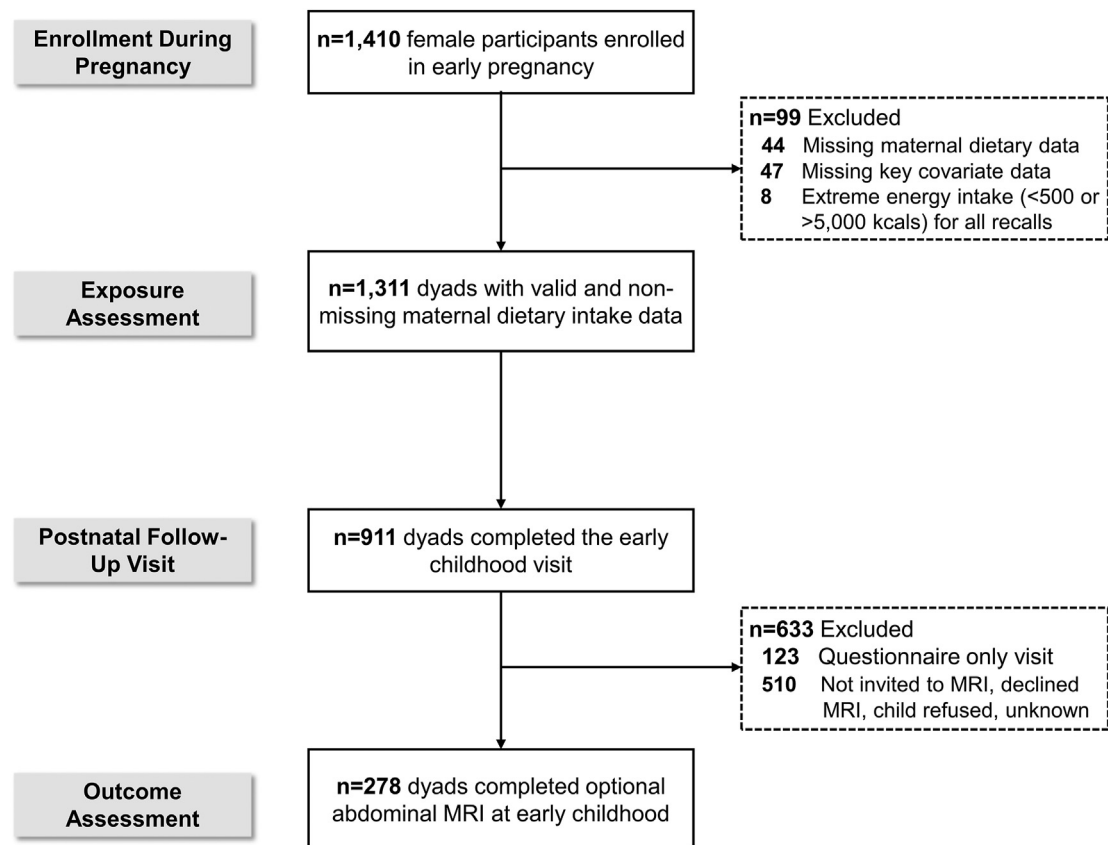 Enrollment During
Pregnancy
n=1,410 female participants enrolled
in early pregnancy
n=99 Excluded
44 Missing maternal dietary data
47 Missing key covariate data
8 Extreme energy intake (<500 or
>5,000 kcals) for all recalls
Exposure
Assessment
n=1,311 dyads with valid and non-
missing maternal dietary intake data
Postnatal Follow-
Up Visit
n=911 dyads completed the early
childhood visit
n=633 Excluded
123 Questionnaire only visit
510 Not invited to MRI, declined
MRI, child refused, unknown
Outcome
Assessment
n=278 dyads completed optional
abdominal MRI at early childhood